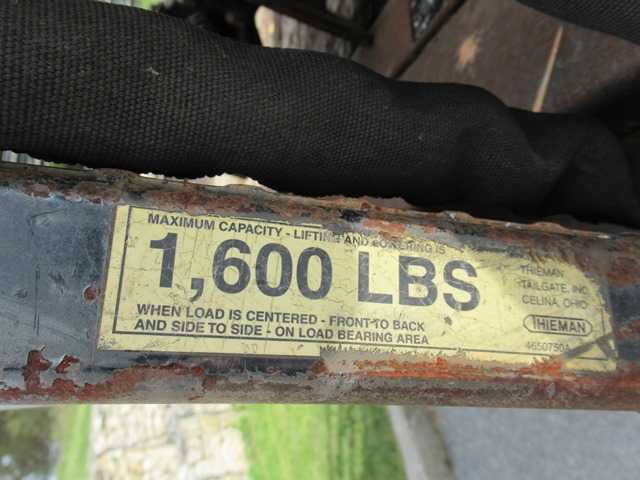 MAXIMUM CAPACITY - LIFTING AND LOWERING IS
1,600 LBS
WHEN LOAD IS CENTERED - FRONT TO BACK
AND SIDE TO SIDE - ON LOAD BEARING AREA
THIEMAN
TAILGATE, INC.
CELINA, OHIO
THIEMAN
4650750A